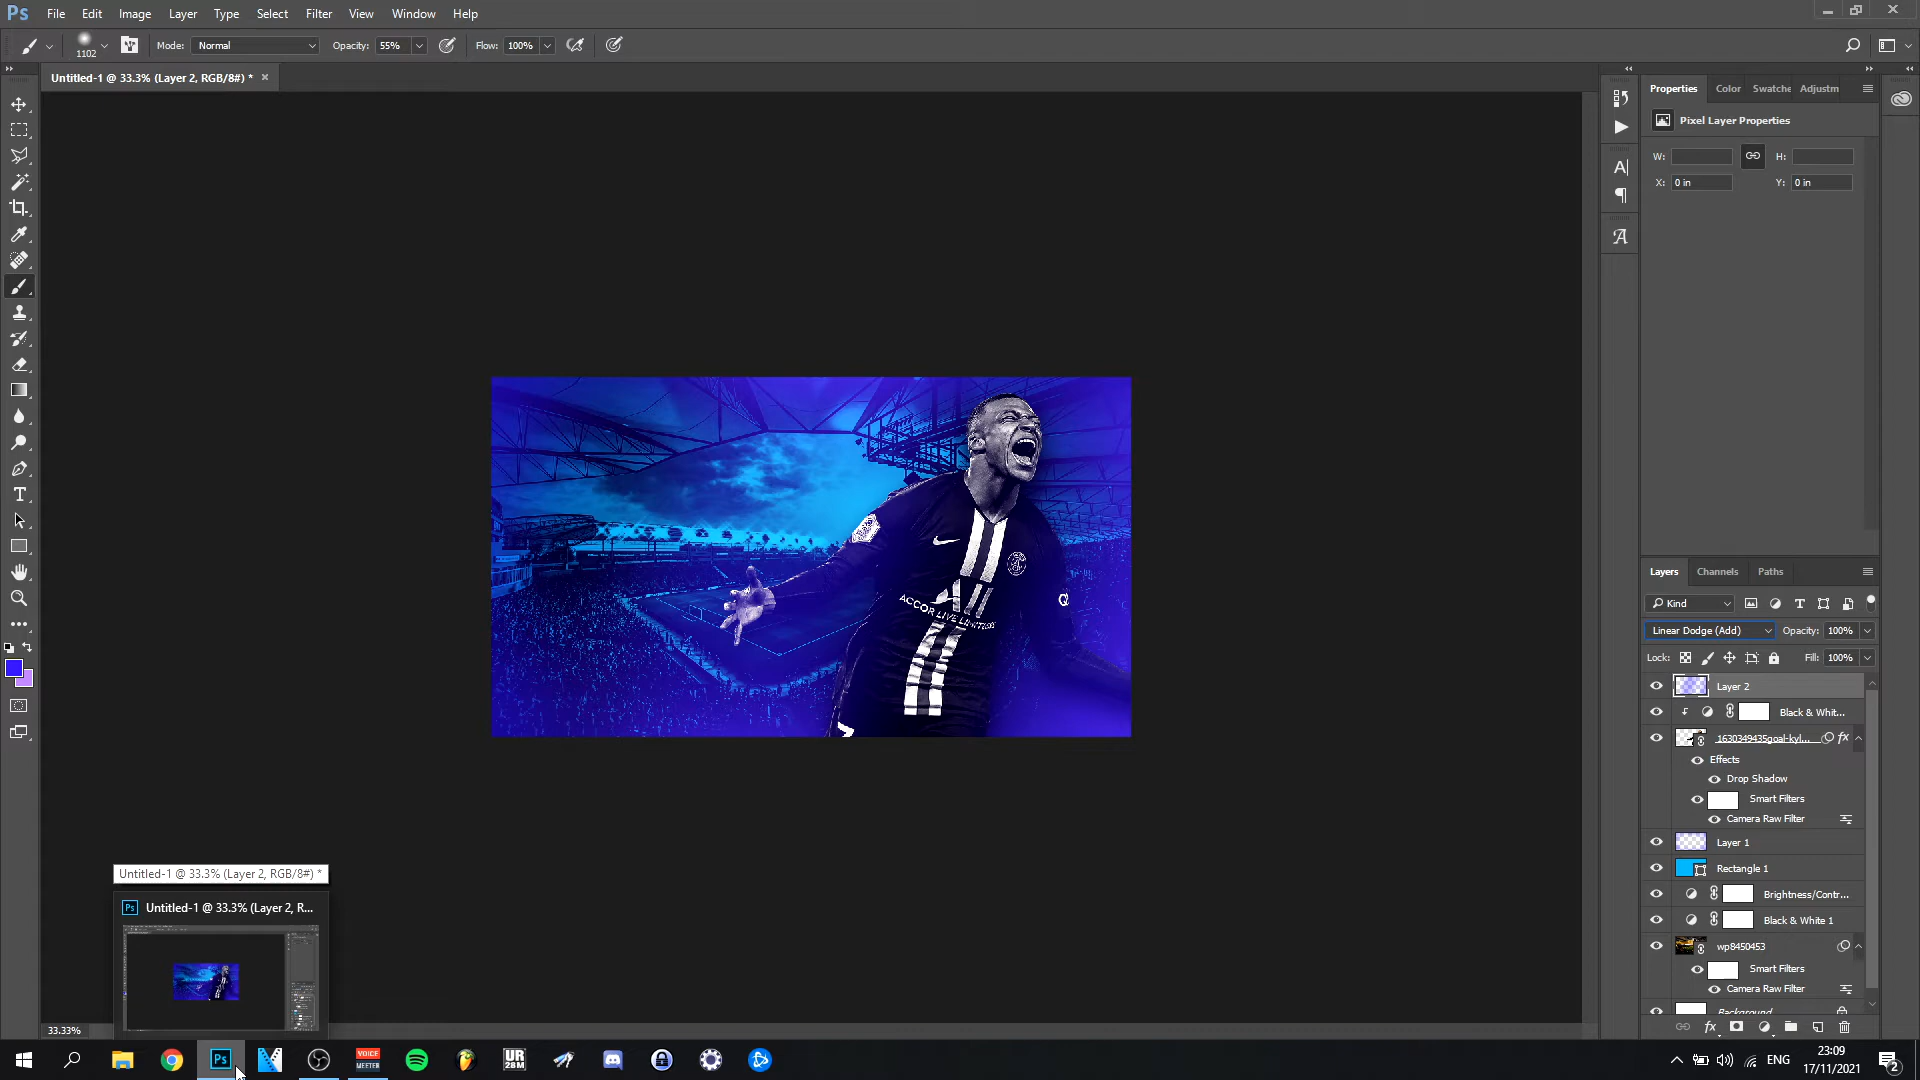 Ps File Edit Image Layer Type Select Filter View Window Help
1102 Mode: Normal Opacity: 55% Flow: 100%
Untitled-1 @ 33.3% (Layer 2, RGB/8#) * ×
Properties Color Swatche Adjustm
Pixel Layer Properties
W: H:
X: 0 in Y: 0 in
ACCOR LIVE LIMITLESS
Layers Channels Paths
Kind
Linear Dodge (Add) Opacity: 100%
Lock: Fill: 100%
Layer 2
Black & Whit...
1630349435goal-kyl... fx
Effects
Drop Shadow
Smart Filters
Camera Raw Filter
Layer 1
Rectangle 1
Brightness/Contr...
Black & White 1
wp8450453
Smart Filters
Camera Raw Filter
Background
fx
Untitled-1 @ 33.3% (Layer 2, RGB/8#) *
Ps Untitled-1 @ 33.3% (Layer 2, R...
33.33%
Ps VOICE MEETER UR 28M ENG 23:09
17/11/2021 2